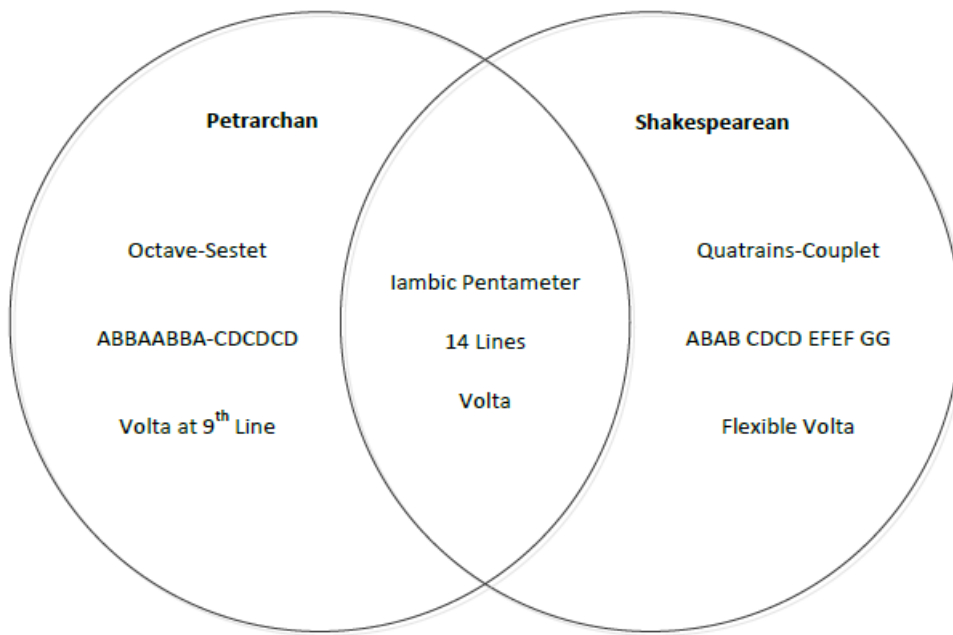 Petrarchan
Octave-Sestet
ABBAABBA-CDCDCD
Volta at 9th Line
Iambic Pentameter
14 Lines
Volta
Shakespearean
Quatrains-Couplet
ABAB CDCD EFEF GG
Flexible Volta